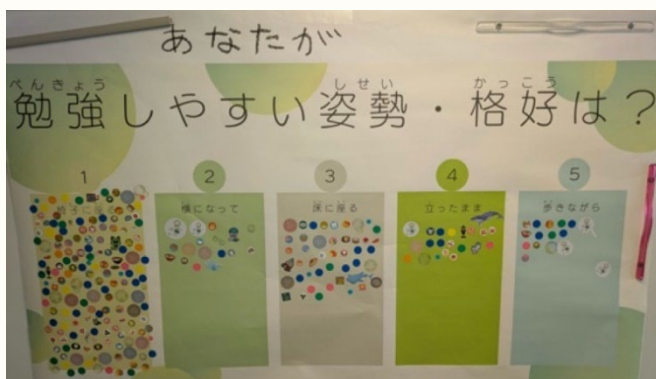 あなたが
べんきょう しせい かっこう
勉強しやすい姿勢・格好は？
1 2 3 4 5
横になって 床に座る 立ったまま 歩きながら